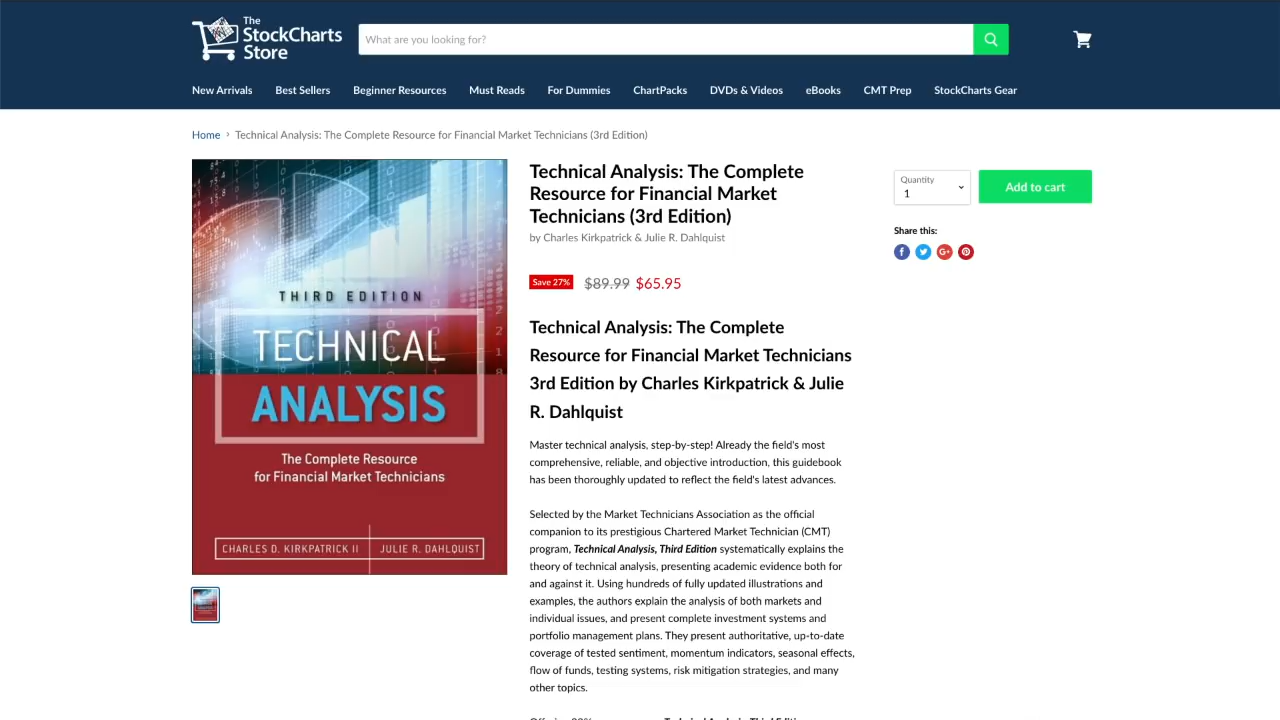 The
StockCharts
Store
What are you looking for?
New Arrivals
Best Sellers
Beginner Resources
Must Reads
For Dummies
ChartPacks
DVDs & Videos
eBooks
CMT Prep
StockCharts Gear
Home › Technical Analysis: The Complete Resource for Financial Market Technicians (3rd Edition)
THIRD EDITION
TECHNICAL
ANALYSIS
The Complete Resource
for Financial Market Technicians
CHARLES D. KIRKPATRICK II
JULIE R. DAHLQUIST
Technical Analysis: The Complete
Resource for Financial Market
Technicians (3rd Edition)
by Charles Kirkpatrick & Julie R. Dahlquist
Save 27% $89.99 $65.95
Technical Analysis: The Complete
Resource for Financial Market Technicians
3rd Edition by Charles Kirkpatrick & Julie
R. Dahlquist
Master technical analysis, step-by-step! Already the field's most
comprehensive, reliable, and objective introduction, this guidebook
has been thoroughly updated to reflect the field's latest advances.
Selected by the Market Technicians Association as the official
companion to its prestigious Chartered Market Technician (CMT)
program, Technical Analysis, Third Edition systematically explains the
theory of technical analysis, presenting academic evidence both for
and against it. Using hundreds of fully updated illustrations and
examples, the authors explain the analysis of both markets and
individual issues, and present complete investment systems and
portfolio management plans. They present authoritative, up-to-date
coverage of tested sentiment, momentum indicators, seasonal effects,
flow of funds, testing systems, risk mitigation strategies, and many
other topics.
Quantity
1
Add to cart
Share this: